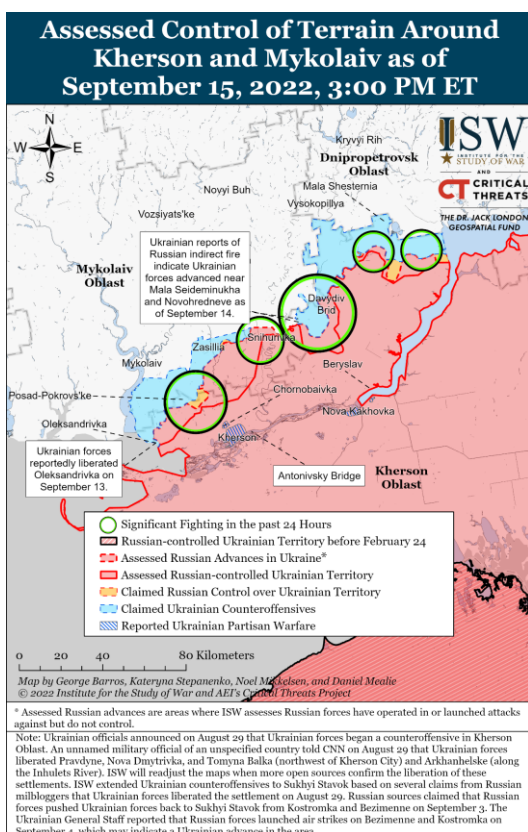 Assessed Control of Terrain Around
Kherson and Mykolaiv as of
September 15, 2022, 3:00 PM ET
N
W E
S
ISW
INSTITUTE FOR THE
STUDY OF WAR
AND
CT CRITICAL
THREATS
THE DR. JACK LONDON
GEOSPATIAL FUND
Kryvyi Rih
Dnipropetrovsk
Oblast
Mala Shesternia
Novyi Buh
Vysokopillya
Vozsiyats'ke
Ukrainian reports of
Russian indirect fire
indicate Ukrainian
forces advanced near
Mala Seideminukha
and Novohredneve as
of September 14.
Mykolaiv
Oblast
Davydiv
Brid
Snihurivka
Zasillia
Mykolaiv
Beryslav
Posad-Pokrovs'ke
Chornobaivka
Nova Kakhovka
Oleksandrivka
Kherson
Ukrainian forces
reportedly liberated
Oleksandrivka on
September 13.
Antonivsky Bridge
Kherson
Oblast
Significant Fighting in the past 24 Hours
Russian-controlled Ukrainian Territory before February 24
Assessed Russian Advances in Ukraine*
Assessed Russian-controlled Ukrainian Territory
Claimed Russian Control over Ukrainian Territory
Claimed Ukrainian Counteroffensives
Reported Ukrainian Partisan Warfare
0 20 40 80 Kilometers
Map by George Barros, Kateryna Stepanenko, Noel Mikkelsen, and Daniel Mealie
© 2022 Institute for the Study of War and AEI's Critical Threats Project
* Assessed Russian advances are areas where ISW assesses Russian forces have operated in or launched attacks
against but do not control.
Note: Ukrainian officials announced on August 29 that Ukrainian forces began a counteroffensive in Kherson
Oblast. An unnamed military official of an unspecified country told CNN on August 29 that Ukrainian forces
liberated Pravdyne, Nova Dmytrivka, and Tomyna Balka (northwest of Kherson City) and Arkhanhelske (along
the Inhulets River). ISW will readjust the maps when more open sources confirm the liberation of these
settlements. ISW extended Ukrainian counteroffensives to Sukhyi Stavok based on several claims from Russian
milbloggers that Ukrainian forces liberated the settlement on August 29. Russian sources claimed that Russian
forces pushed Ukrainian forces back to Sukhyi Stavok from Kostromka and Bezimenne on September 3. The
Ukrainian General Staff reported that Russian forces launched air strikes on Bezimenne and Kostromka on
September 4, which may indicate a Ukrainian advance in the area.